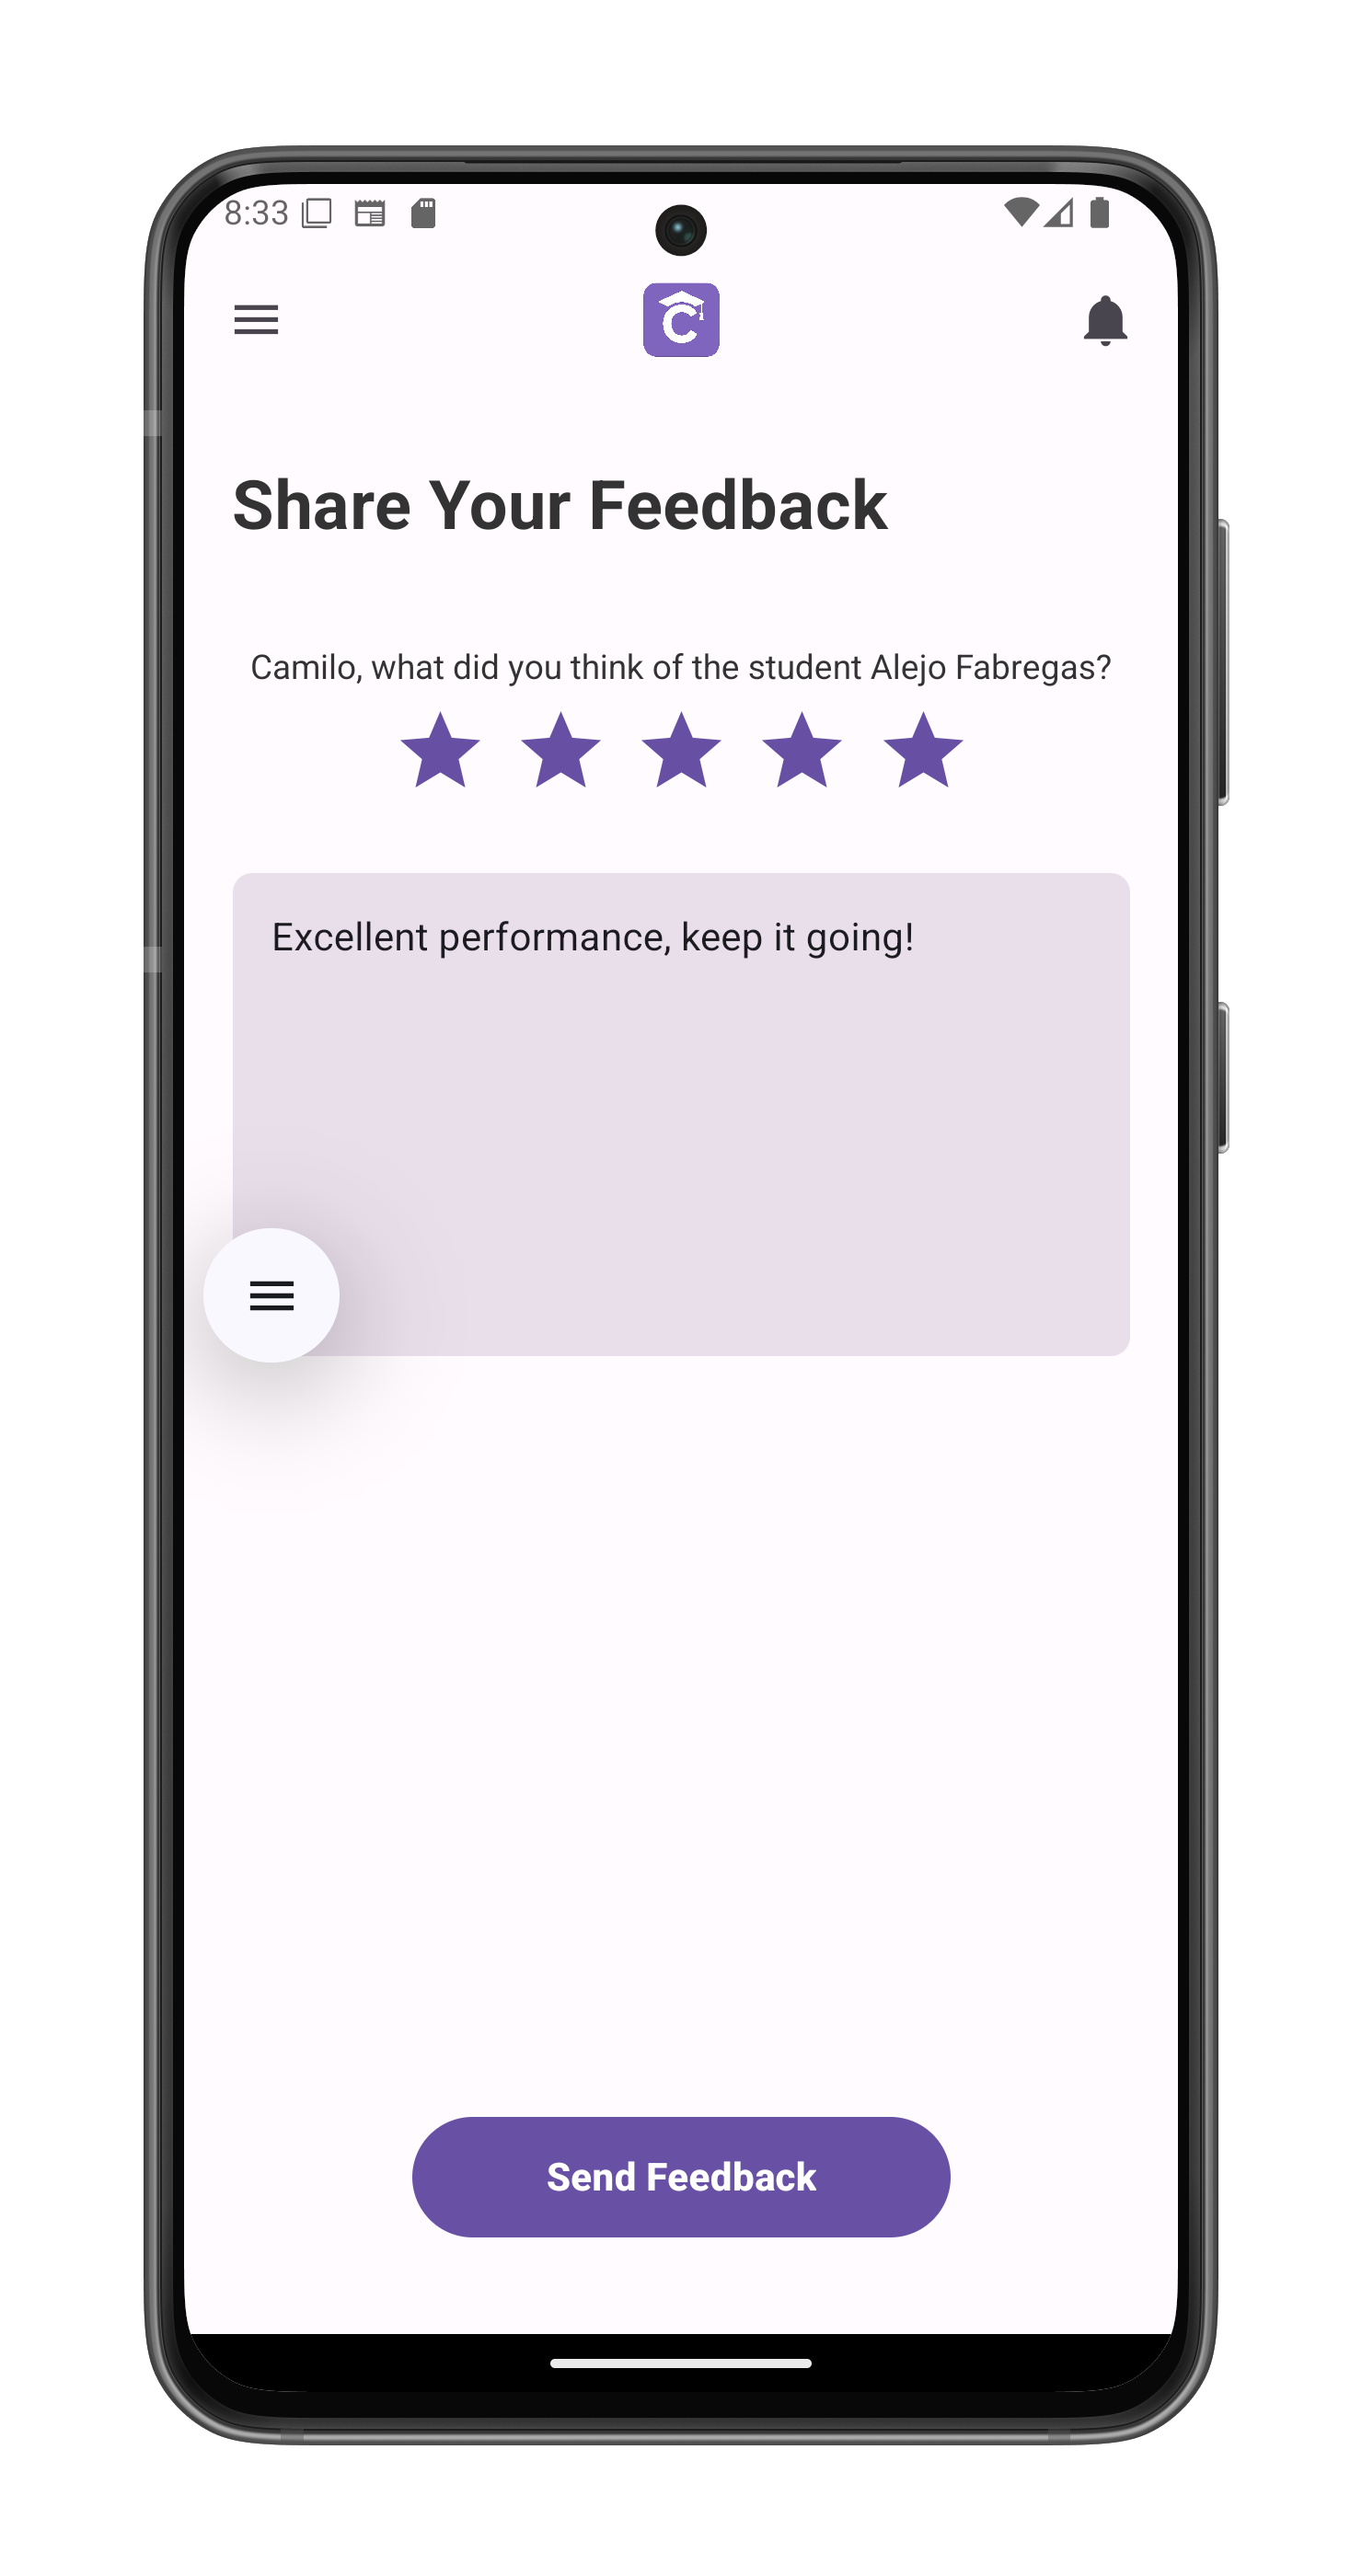 8:33
C
Share Your Feedback
Camilo, what did you think of the student Alejo Fabregas?
Excellent performance, keep it going!
Send Feedback